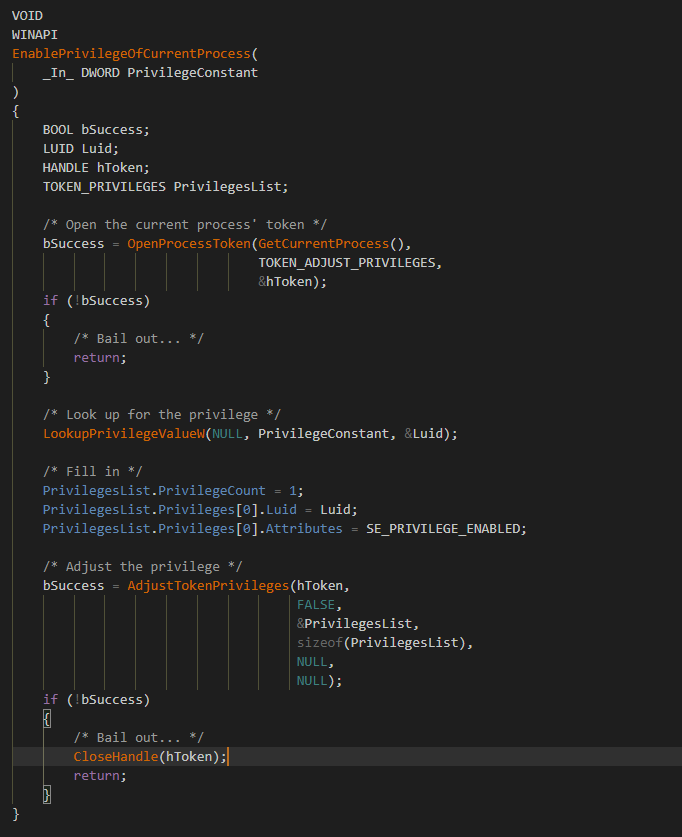 VOID
WINAPI
EnablePrivilegeOfCurrentProcess(
    _In_ DWORD PrivilegeConstant
)
{
    BOOL bSuccess;
    LUID Luid;
    HANDLE hToken;
    TOKEN_PRIVILEGES PrivilegesList;

    /* Open the current process' token */
    bSuccess = OpenProcessToken(GetCurrentProcess(),
                                TOKEN_ADJUST_PRIVILEGES,
                                &hToken);
    if (!bSuccess)
    {
        /* Bail out... */
        return;
    }

    /* Look up for the privilege */
    LookupPrivilegeValueW(NULL, PrivilegeConstant, &Luid);

    /* Fill in */
    PrivilegesList.PrivilegeCount = 1;
    PrivilegesList.Privileges[0].Luid = Luid;
    PrivilegesList.Privileges[0].Attributes = SE_PRIVILEGE_ENABLED;

    /* Adjust the privilege */
    bSuccess = AdjustTokenPrivileges(hToken,
                                     FALSE,
                                     &PrivilegesList,
                                     sizeof(PrivilegesList),
                                     NULL,
                                     NULL);
    if (!bSuccess)
    {
        /* Bail out... */
        CloseHandle(hToken);
        return;
    }
}